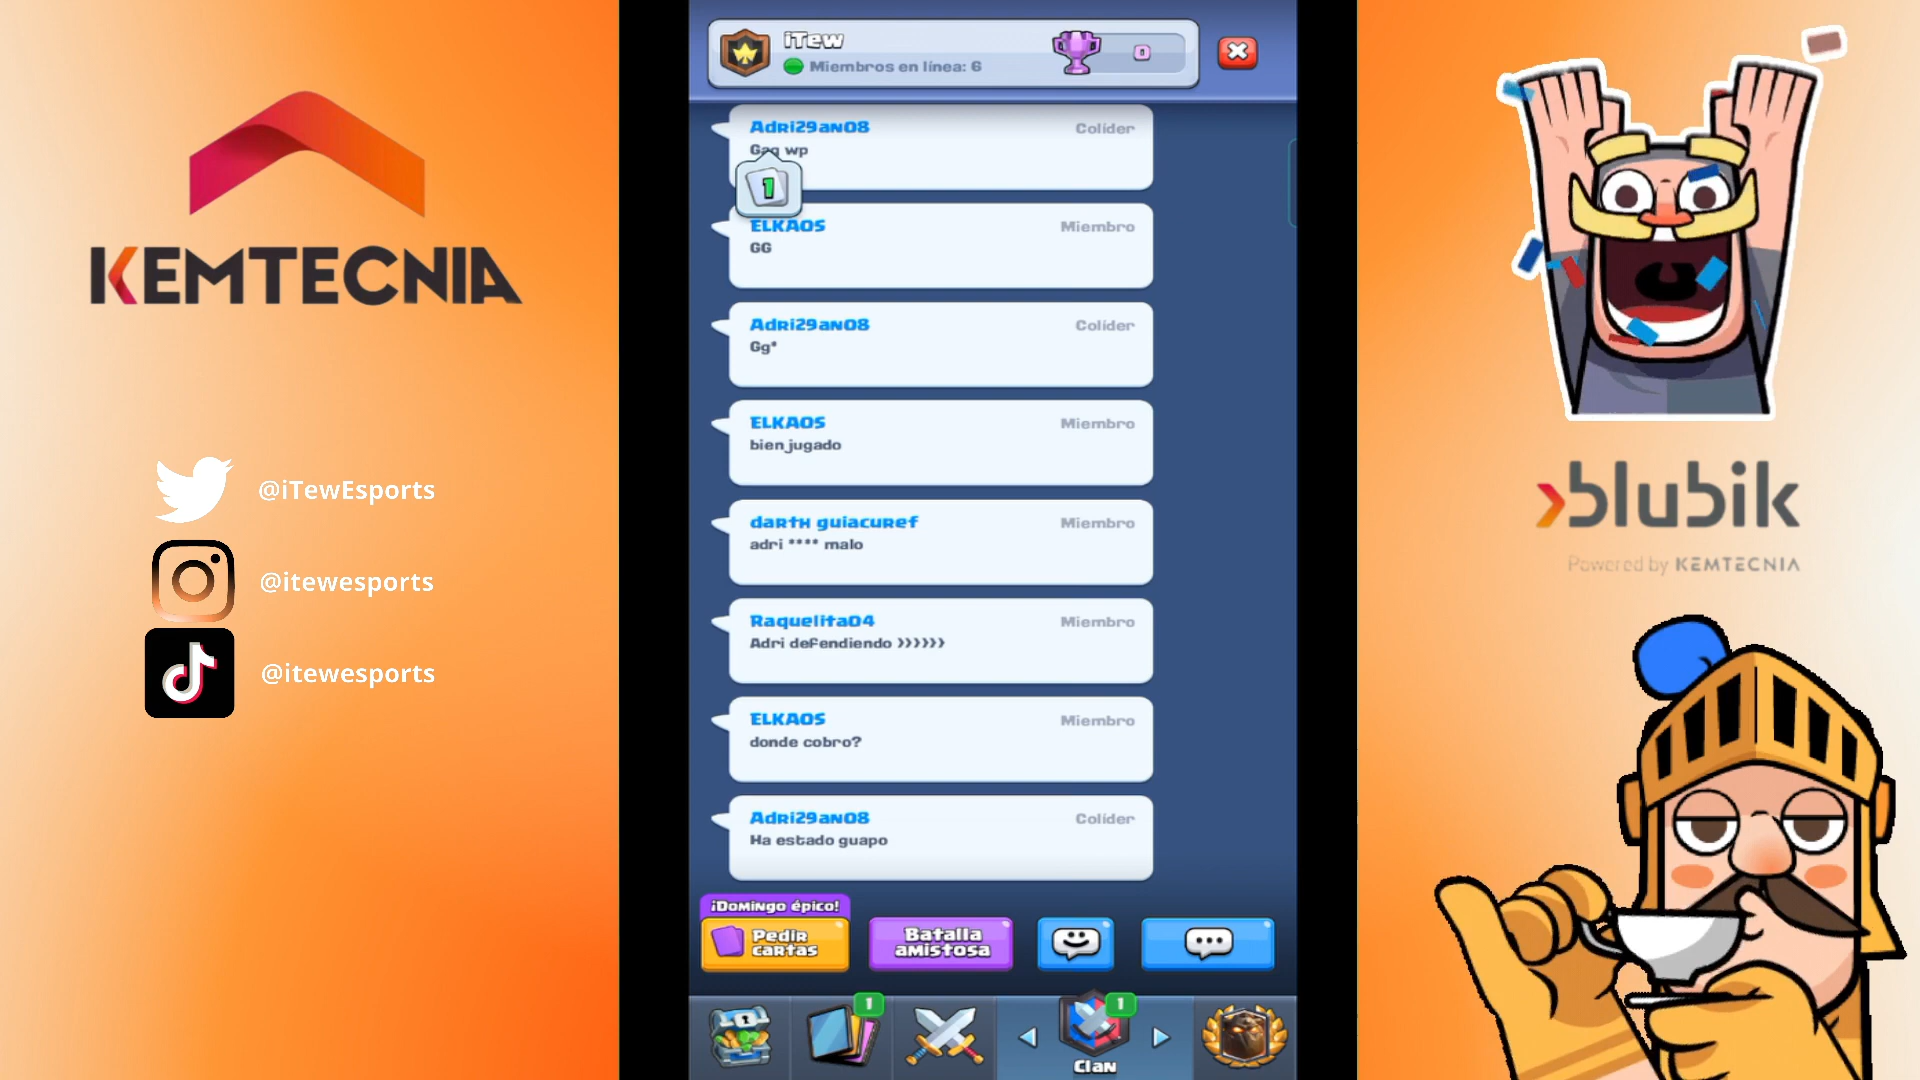 KEMTECNIA
@iTewEsports
@itewesports
@itewesports
iTew
Miembros en línea: 6
0
Adri29an08
Colíder
Gag wp
1
ELKAOS
Miembro
GG
Adri29an08
Colíder
Gg*
ELKAOS
Miembro
bien jugado
darth guiacuref
Miembro
adri **** malo
Raquelita04
Miembro
Adri defendiendo >>>>>>
ELKAOS
Miembro
donde cobro?
Adri29an08
Colíder
Ha estado guapo
¡Domingo épico!
Pedir
cartas
Batalla
amistosa
1
1
Clan
blubik
Powered by KEMTECNIA